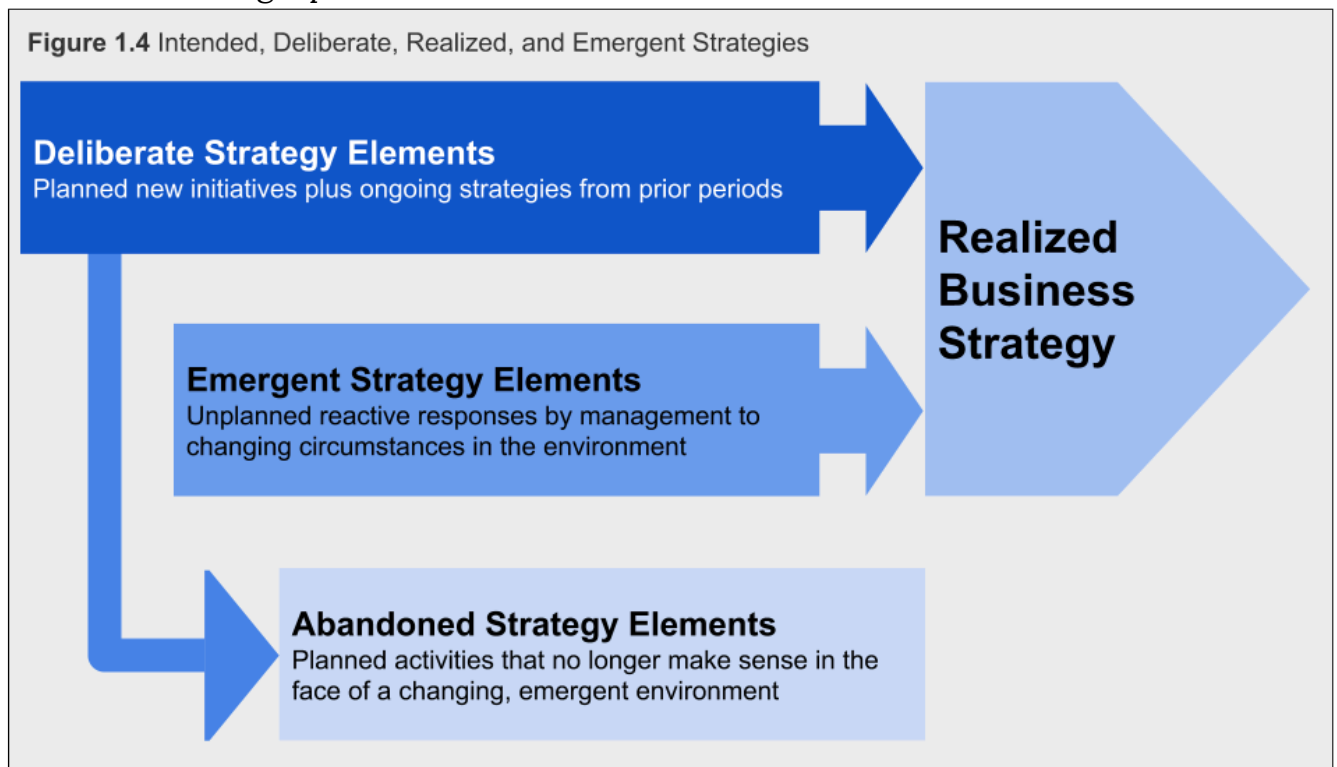 Figure 1.4 Intended, Deliberate, Realized, and Emergent Strategies
Deliberate Strategy Elements
Planned new initiatives plus ongoing strategies from prior periods
Realized
Business
Strategy
Emergent Strategy Elements
Unplanned reactive responses by management to
changing circumstances in the environment
Abandoned Strategy Elements
Planned activities that no longer make sense in the
face of a changing, emergent environment